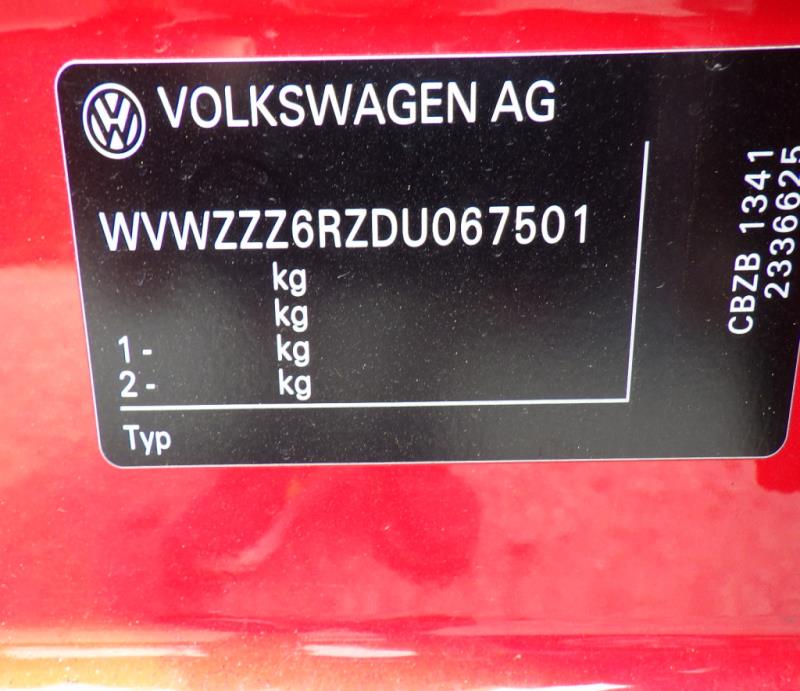 VOLKSWAGEN AG
WVWZZZ6RZDU067501
kg
kg
1 - kg
2 - kg
Typ
CBZB 1341
2336625